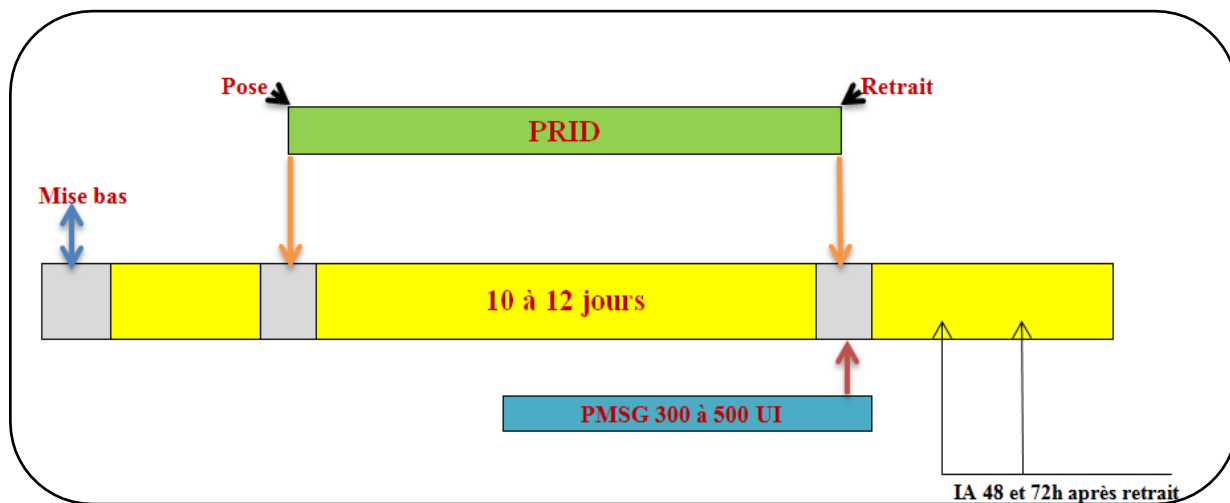 Pose
Retrait
PRID
Mise bas
10 à 12 jours
PMSG 300 à 500 UI
IA 48 et 72h après retrait